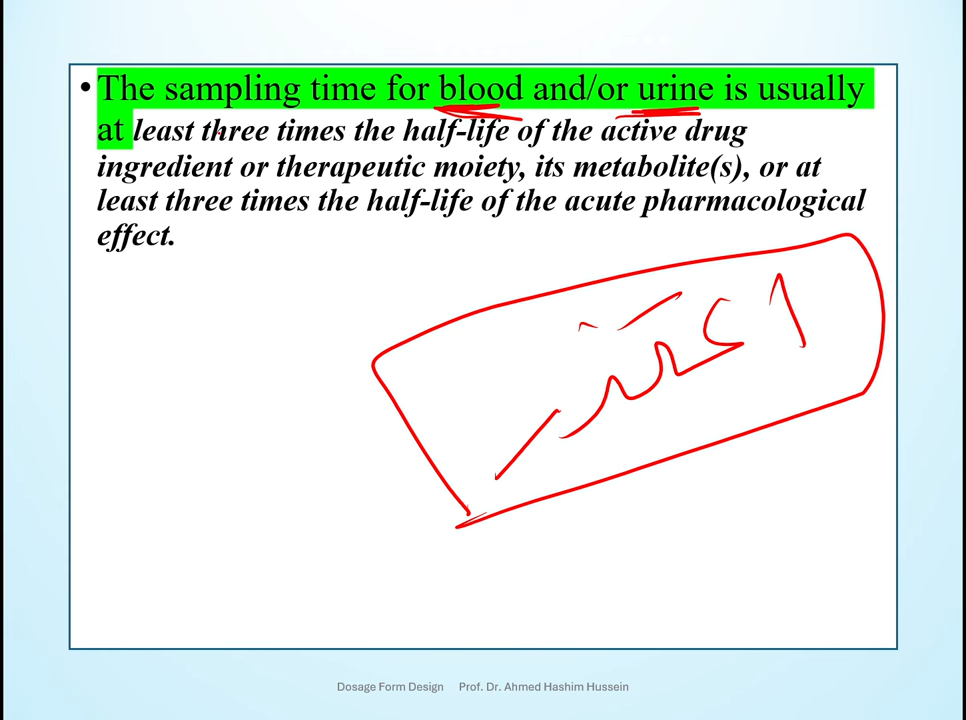 • The sampling time for blood and/or urine is usually
at least three times the half-life of the active drug
ingredient or therapeutic moiety, its metabolite(s), or at
least three times the half-life of the acute pharmacological
effect.
Dosage Form Design Prof. Dr. Ahmed Hashim Hussein